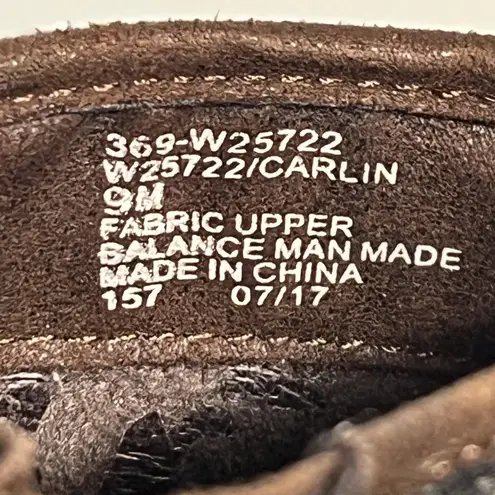 369-W25722
W25722/CARLIN
9M
FABRIC UPPER
BALANCE MAN MADE
MADE IN CHINA
157 07/17